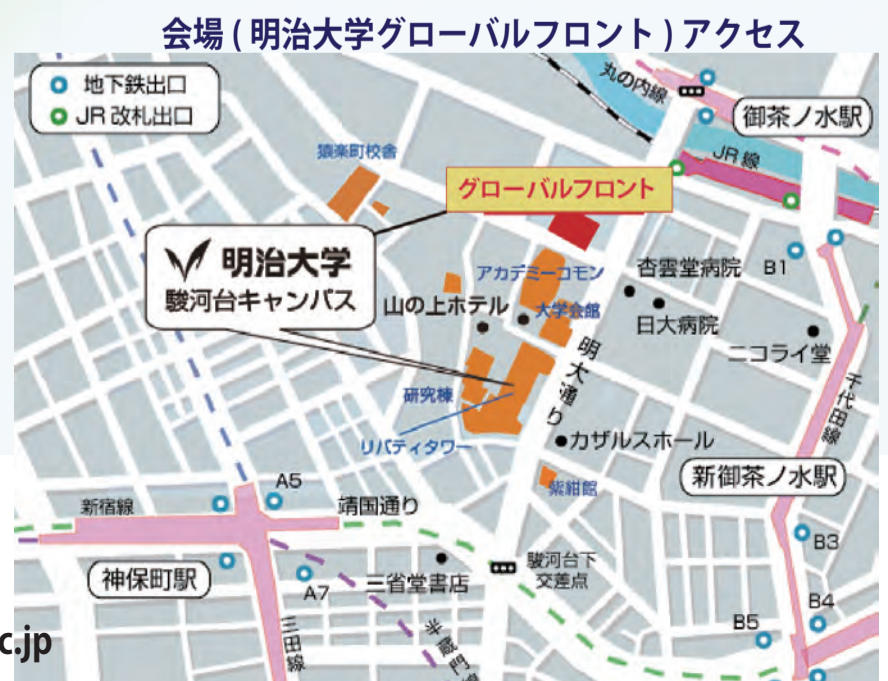 会場 ( 明治大学グローバルフロント ) アクセス
地下鉄出口
JR 改札出口
丸の内線
御茶ノ水駅
JR 線
猿楽町校舎
グローバルフロント
明治大学
駿河台キャンパス
アカデミーコモン
杏雲堂病院
B1
山の上ホテル
大学会館
日大病院
ニコライ堂
明大通り
千代田線
研究棟
リバティタワー
カザルスホール
新御茶ノ水駅
紫紺館
A5
新宿線
靖国通り
B3
神保町駅
A7
三省堂書店
駿河台下
交差点
B4
B5
三田線
半蔵門線
c.jp